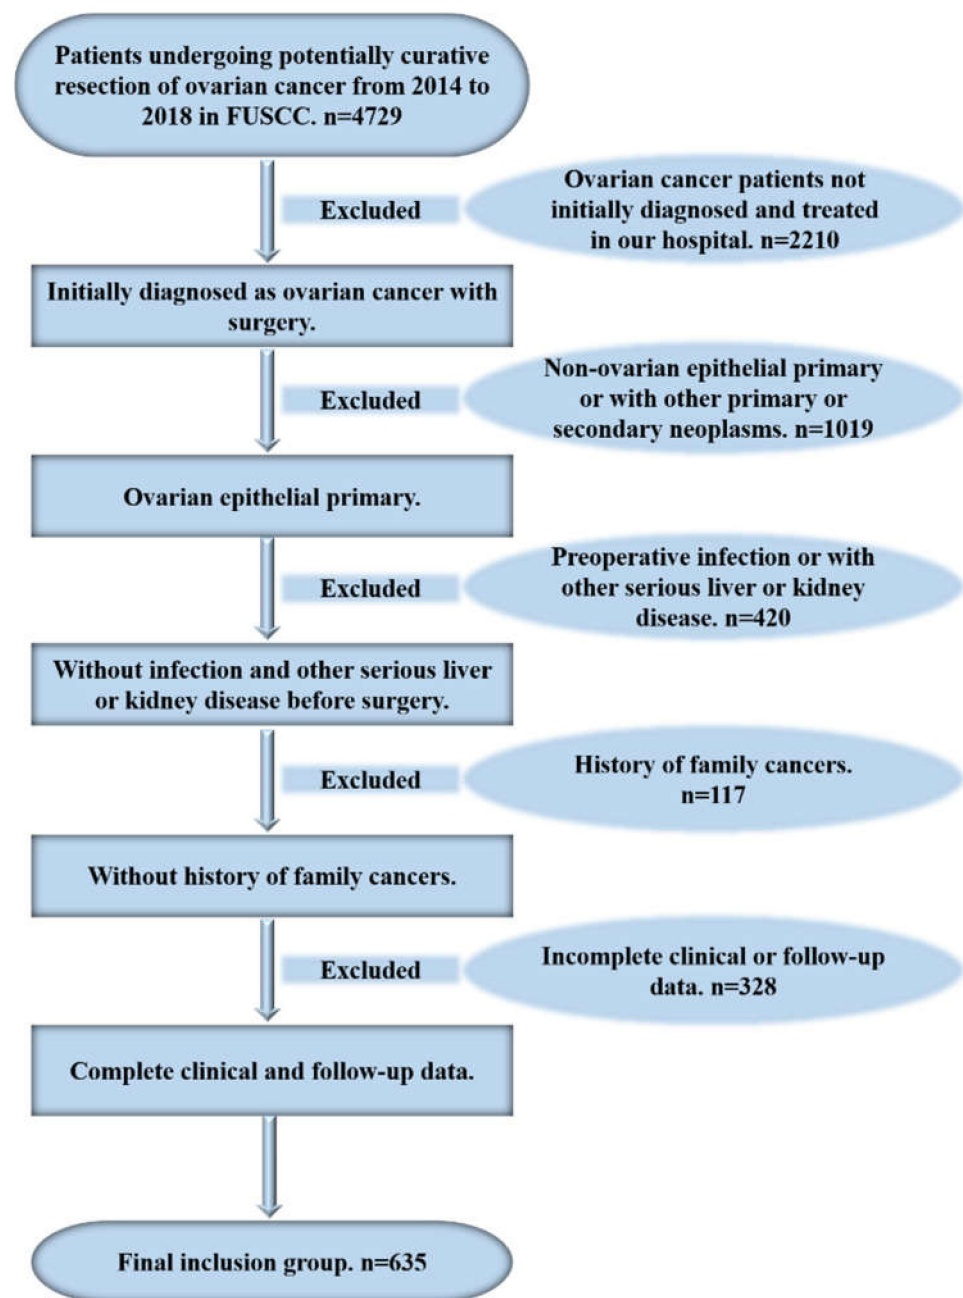 Patients undergoing potentially curative
resection of ovarian cancer from 2014 to
2018 in FUSCC. n=4729
Excluded
Ovarian cancer patients not
initially diagnosed and treated
in our hospital. n=2210
Initially diagnosed as ovarian cancer with
surgery.
Excluded
Non-ovarian epithelial primary
or with other primary or
secondary neoplasms. n=1019
Ovarian epithelial primary.
Excluded
Preoperative infection or with
other serious liver or kidney
disease. n=420
Without infection and other serious liver
or kidney disease before surgery.
Excluded
History of family cancers.
n=117
Without history of family cancers.
Excluded
Incomplete clinical or follow-up
data. n=328
Complete clinical and follow-up data.
Final inclusion group. n=635